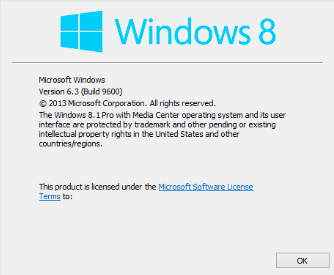 Windows 8
Microsoft Windows
Version 6.3 (Build 9600)
© 2013 Microsoft Corporation. All rights reserved.
The Windows 8.1 Pro with Media Center operating system and its user
interface are protected by trademark and other pending or existing
intellectual property rights in the United States and other
countries/regions.
This product is licensed under the Microsoft Software License
Terms to:
OK